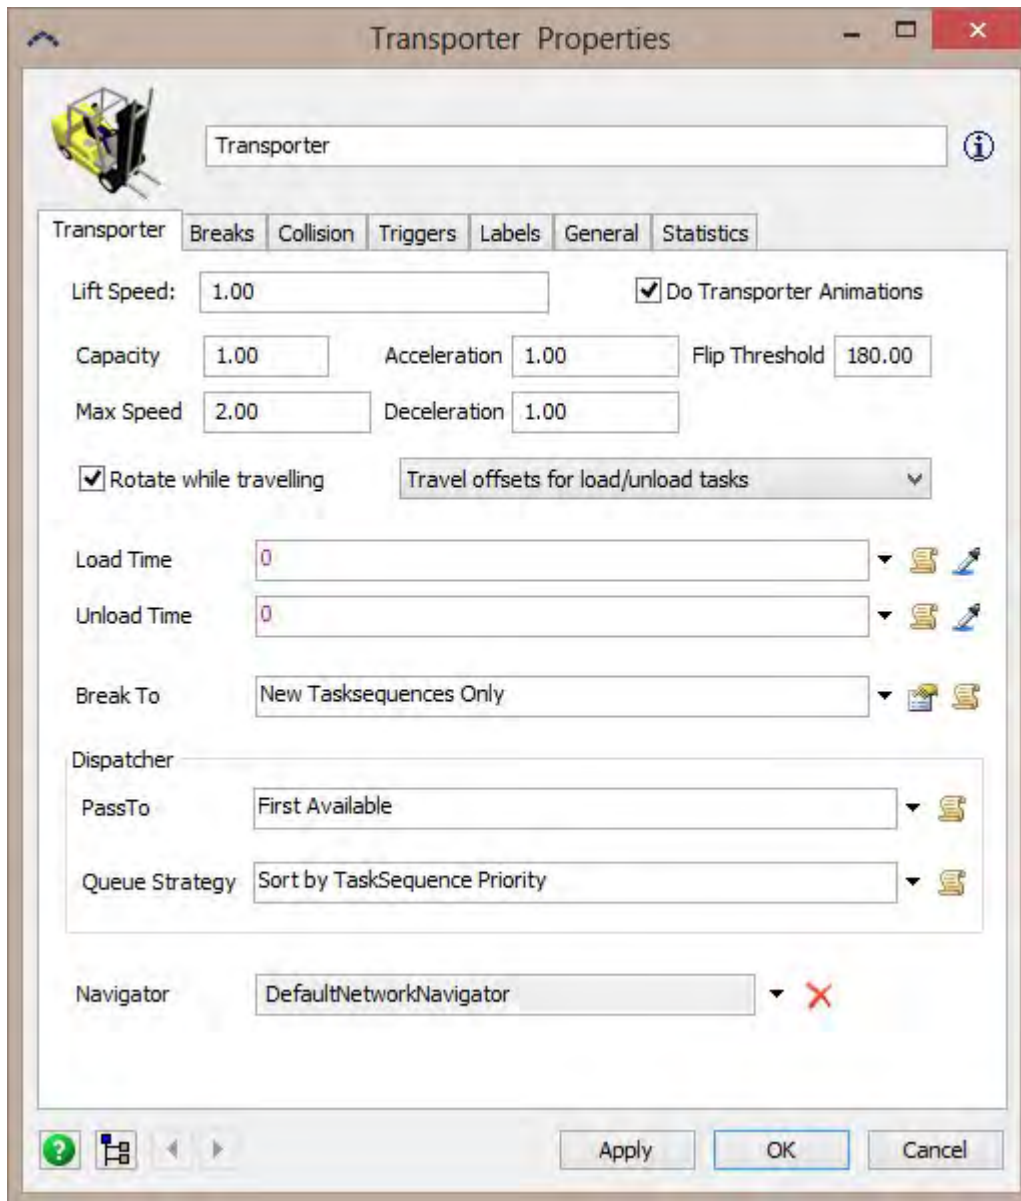 Transporter Properties
Transporter
Transporter Breaks Collision Triggers Labels General Statistics
Lift Speed: 1.00 Do Transporter Animations
Capacity 1.00 Acceleration 1.00 Flip Threshold 180.00
Max Speed 2.00 Deceleration 1.00
Rotate while travelling Travel offsets for load/unload tasks
Load Time 0
Unload Time 0
Break To New Tasksequences Only
Dispatcher
PassTo First Available
Queue Strategy Sort by TaskSequence Priority
Navigator DefaultNetworkNavigator
Apply OK Cancel